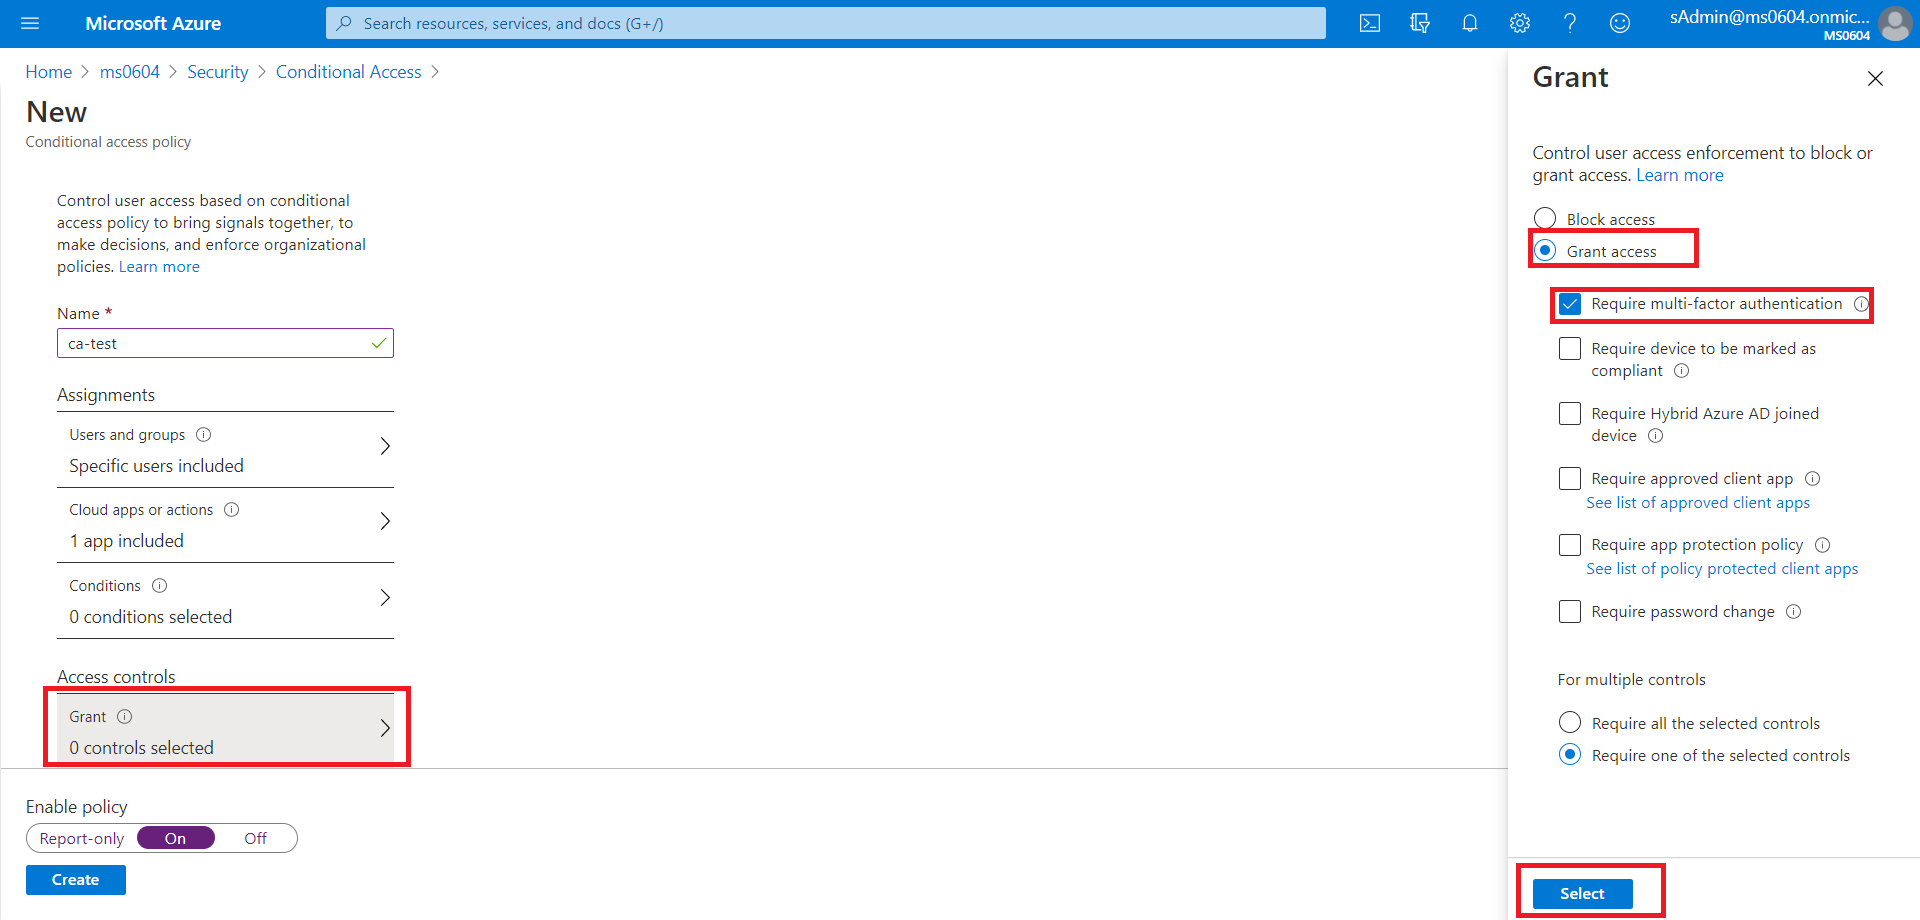 Microsoft Azure
Search resources, services, and docs (G+/)
sAdmin@ms0604.onmic...
MS0604
Home > ms0604 > Security > Conditional Access >
New
Conditional access policy
Control user access based on conditional
access policy to bring signals together, to
make decisions, and enforce organizational
policies. Learn more
Name *
ca-test
Assignments
Users and groups
Specific users included
Cloud apps or actions
1 app included
Conditions
0 conditions selected
Access controls
Grant
0 controls selected
Enable policy
Report-only On Off
Create
Grant
Control user access enforcement to block or
grant access. Learn more
Block access
Grant access
Require multi-factor authentication
Require device to be marked as
compliant
Require Hybrid Azure AD joined
device
Require approved client app
See list of approved client apps
Require app protection policy
See list of policy protected client apps
Require password change
For multiple controls
Require all the selected controls
Require one of the selected controls
Select